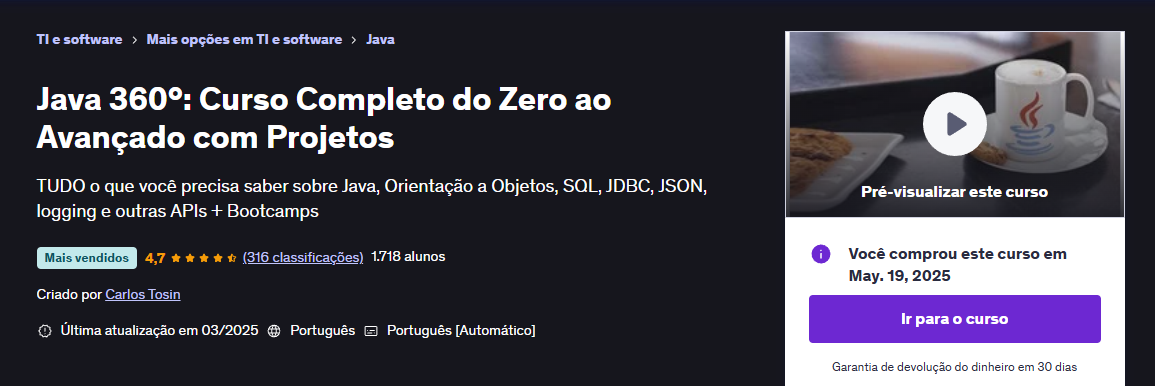 TI e software > Mais opções em TI e software > Java
Java 360º: Curso Completo do Zero ao
Avançado com Projetos
TUDO o que você precisa saber sobre Java, Orientação a Objetos, SQL, JDBC, JSON,
logging e outras APIs + Bootcamps
Mais vendidos 4,7 (316 classificações) 1.718 alunos
Criado por Carlos Tosin
Última atualização em 03/2025 Português Português [Automático]
Pré-visualizar este curso
Você comprou este curso em
May. 19, 2025
Ir para o curso
Garantia de devolução do dinheiro em 30 dias